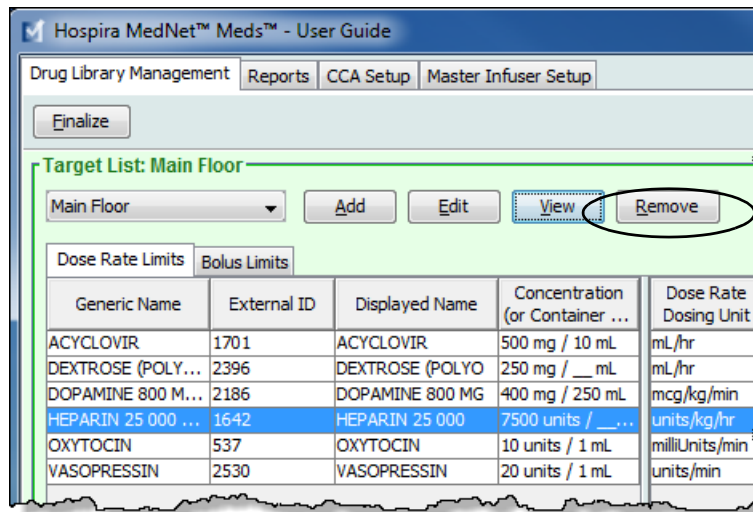 Hospira MedNet™ Meds™ - User Guide
Drug Library Management Reports CCA Setup Master Infuser Setup
Finalize
Target List: Main Floor
Main Floor Add Edit View Remove
Dose Rate Limits Bolus Limits
Generic Name External ID Displayed Name Concentration (or Container ... Dose Rate Dosing Unit
ACYCLOVIR 1701 ACYCLOVIR 500 mg / 10 mL mL/hr
DEXTROSE (POLY... 2396 DEXTROSE (POLYO 250 mg / __ mL mL/hr
DOPAMINE 800 M... 2186 DOPAMINE 800 MG 400 mg / 250 mL mcg/kg/min
HEPARIN 25 000 ... 1642 HEPARIN 25 000 7500 units / __... units/kg/hr
OXYTOCIN 537 OXYTOCIN 10 units / 1 mL milliUnits/min
VASOPRESSIN 2530 VASOPRESSIN 20 units / 1 mL units/min